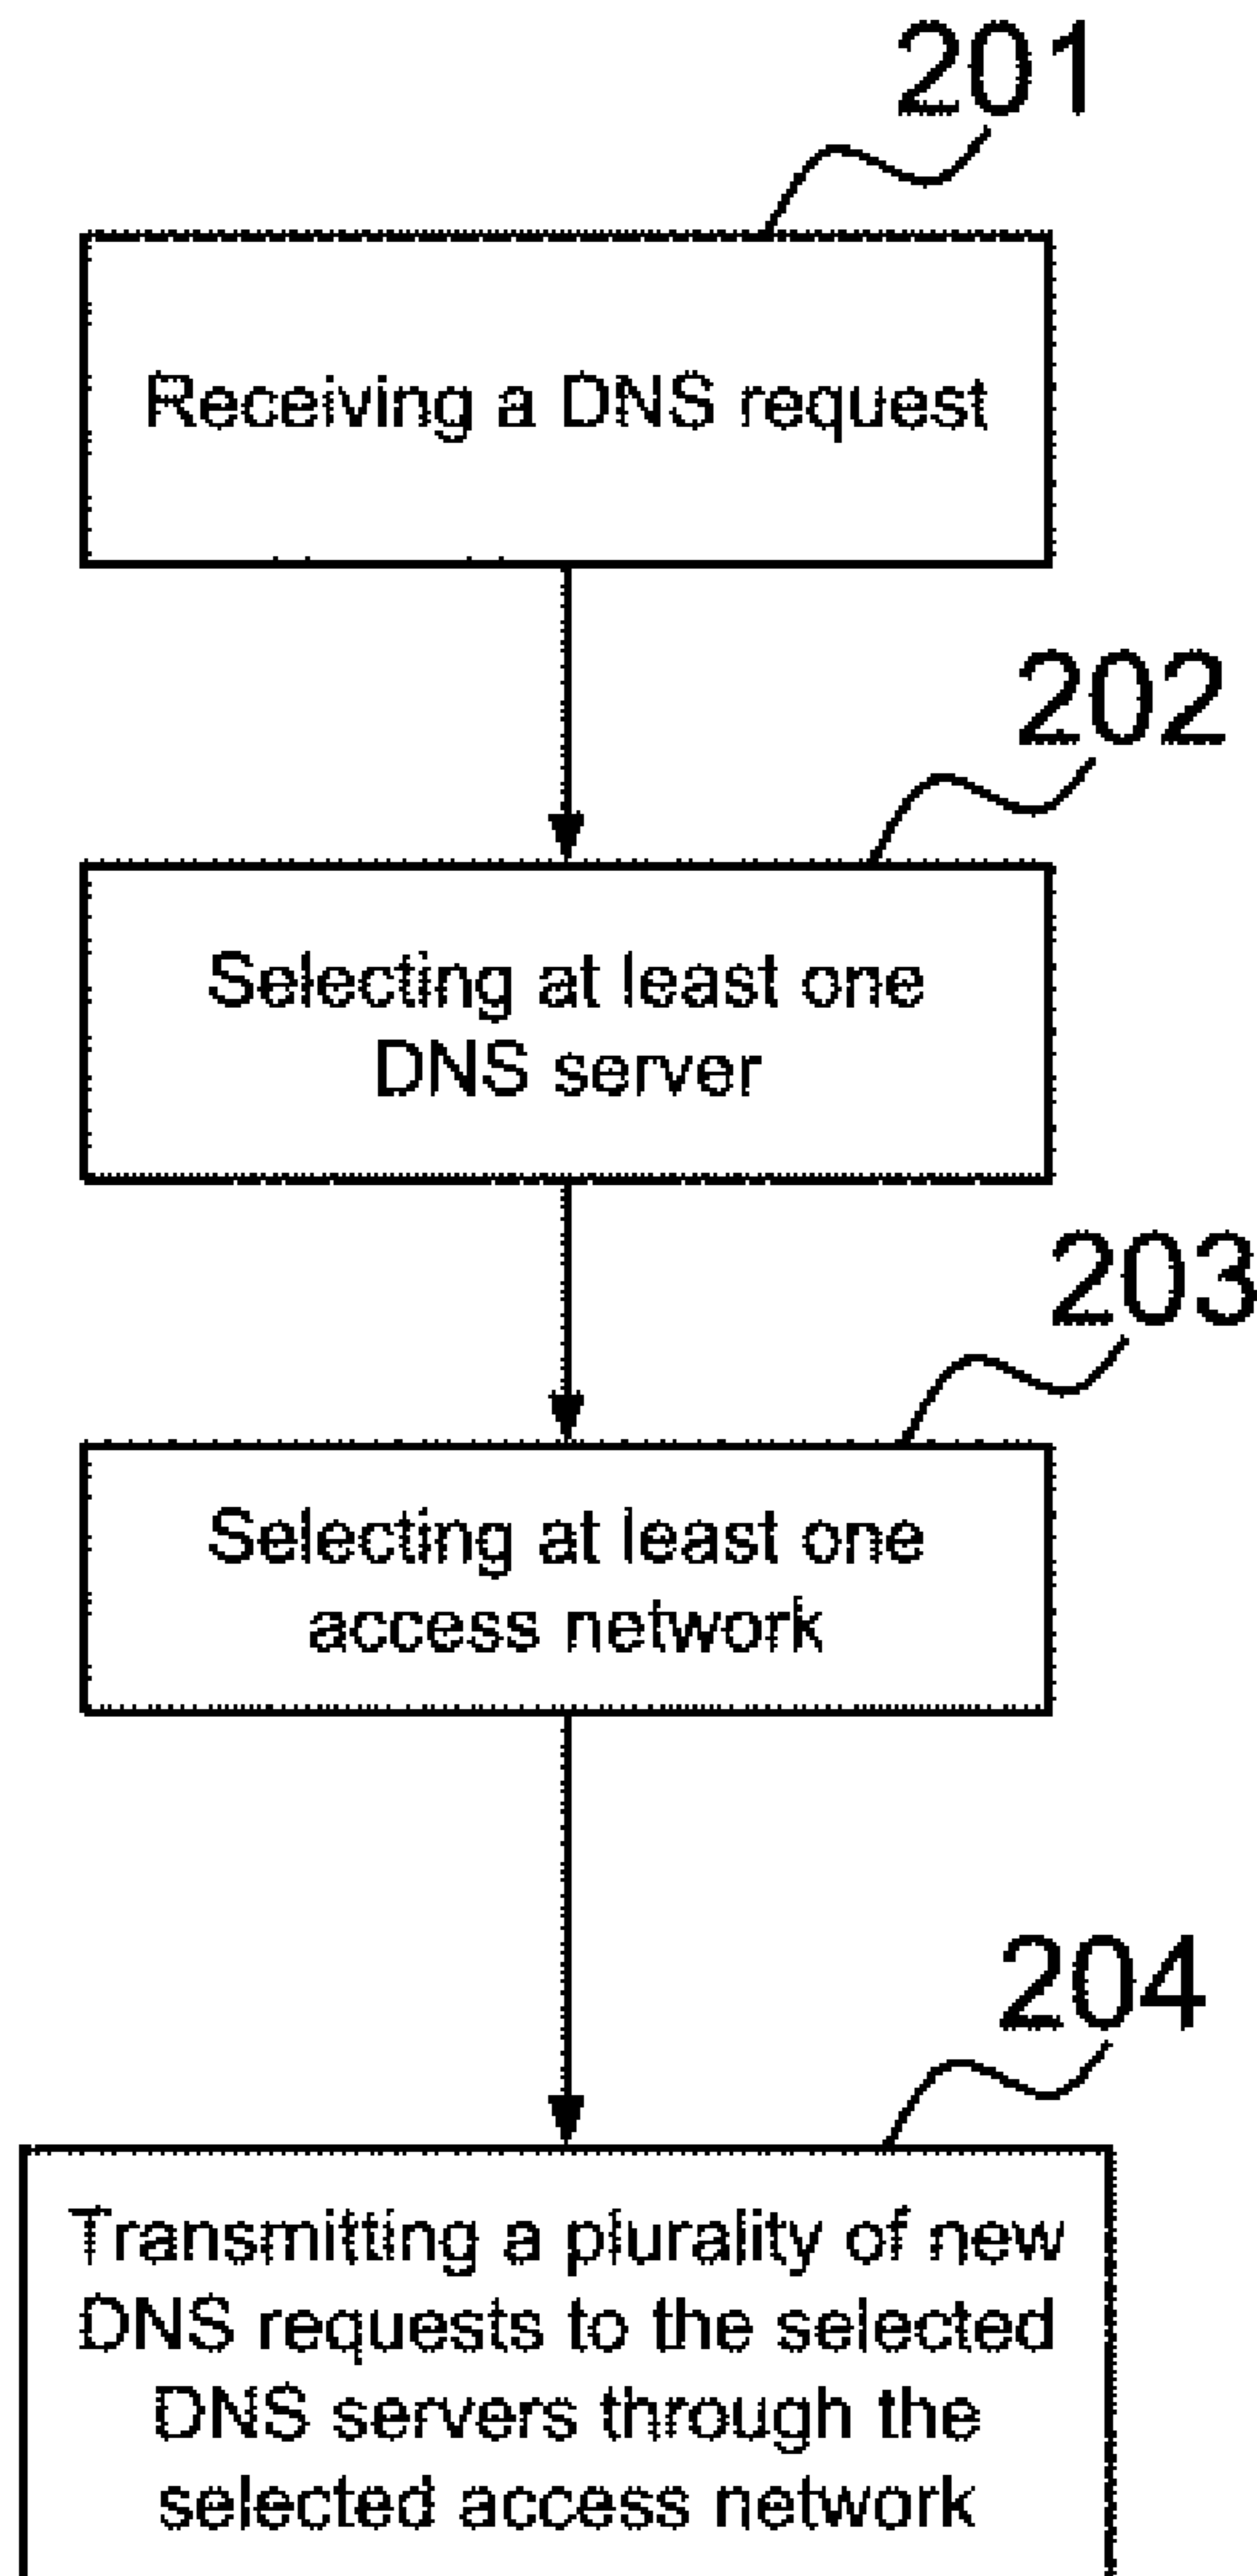 201
Receiving a DNS request
202
Selecting at least one
DNS server
203
Selecting at least one
access network
204
Transmitting a plurality of new
DNS requests to the selected
DNS servers through the
selected access network